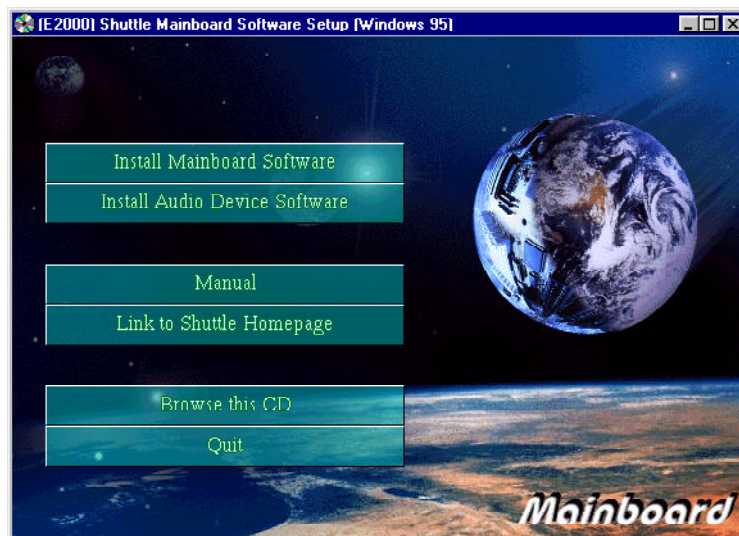 [E2000] Shuttle Mainboard Software Setup [Windows 95]
Install Mainboard Software
Install Audio Device Software
Manual
Link to Shuttle Homepage
Browse this CD
Quit
Mainboard